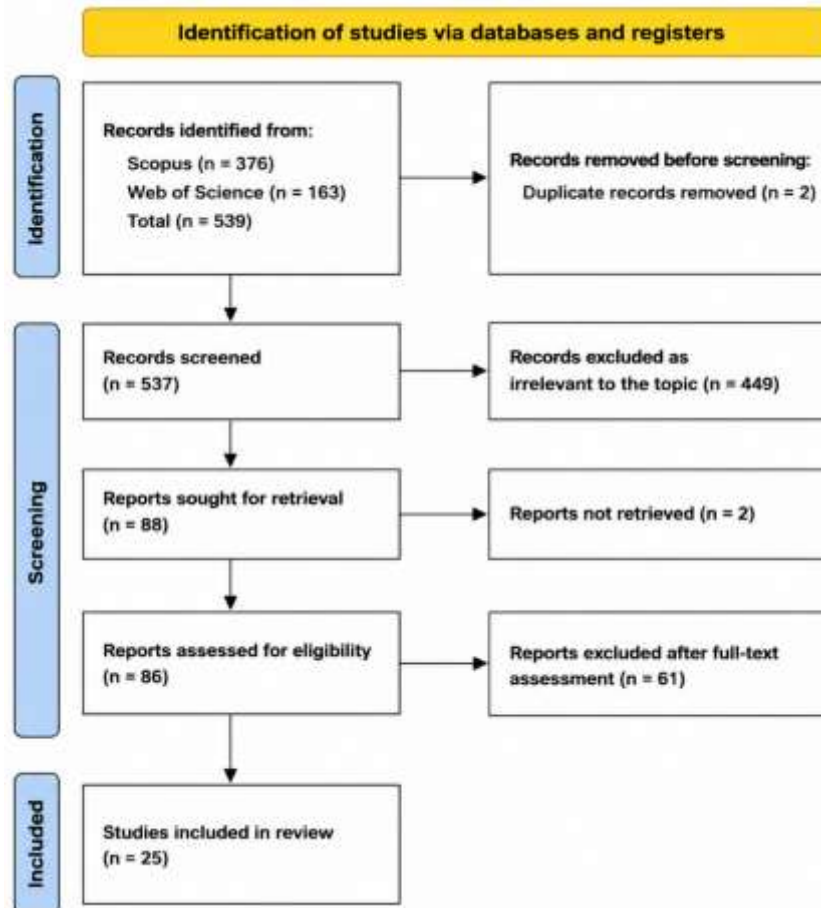 Identification of studies via databases and registers
Identification
Records identified from:
Scopus (n = 376)
Web of Science (n = 163)
Total (n = 539)
Records removed before screening:
Duplicate records removed (n = 2)
Screening
Records screened
(n = 537)
Records excluded as
irrelevant to the topic (n = 449)
Reports sought for retrieval
(n = 88)
Reports not retrieved (n = 2)
Reports assessed for eligibility
(n = 86)
Reports excluded after full-text
assessment (n = 61)
Included
Studies included in review
(n = 25)